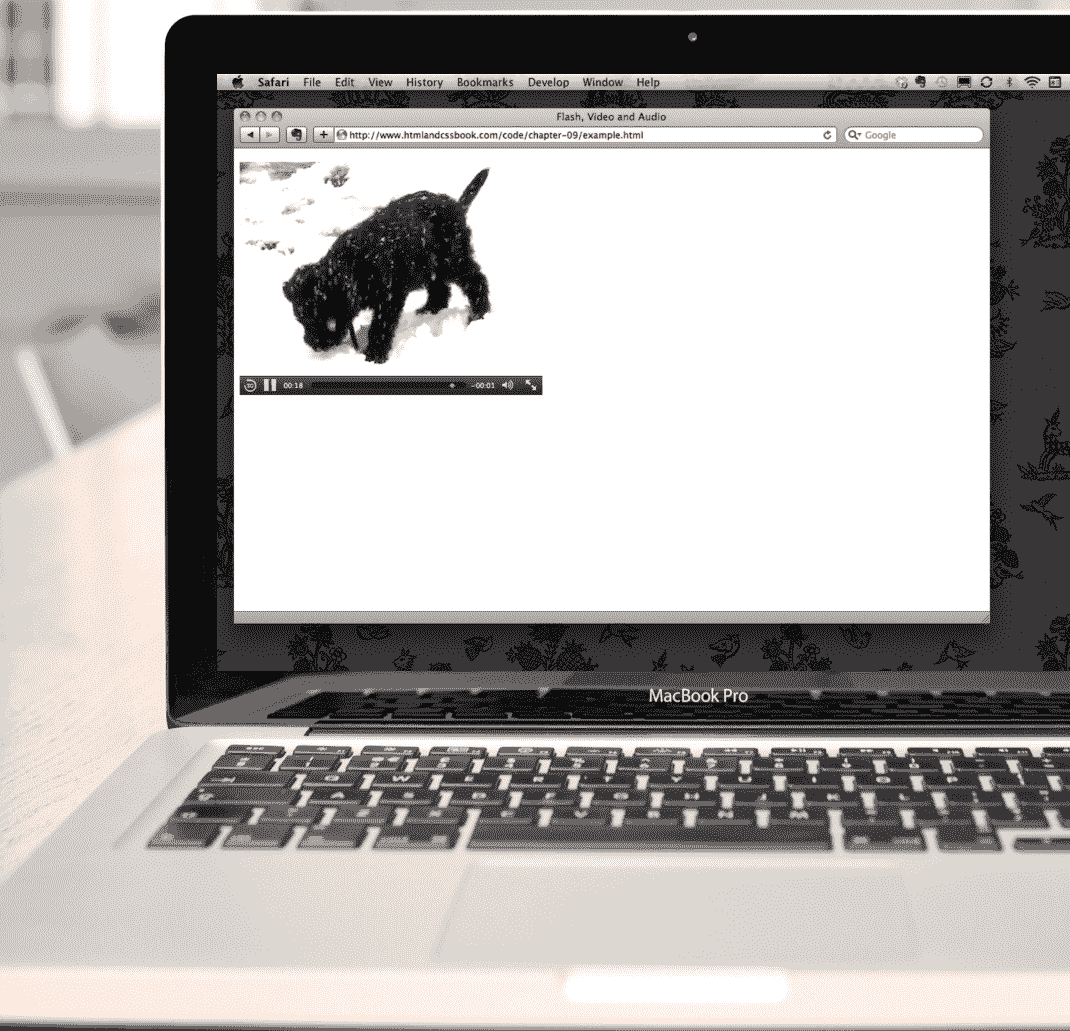 Safari File Edit View History Bookmarks Develop Window Help
Flash, Video and Audio
http://www.htmlandcssbook.com/code/chapter-09/example.html
Google
30 00:18 -00:01
MacBook Pro
Q W E R T Y
A S D F G H J K L
Z X C V B N M